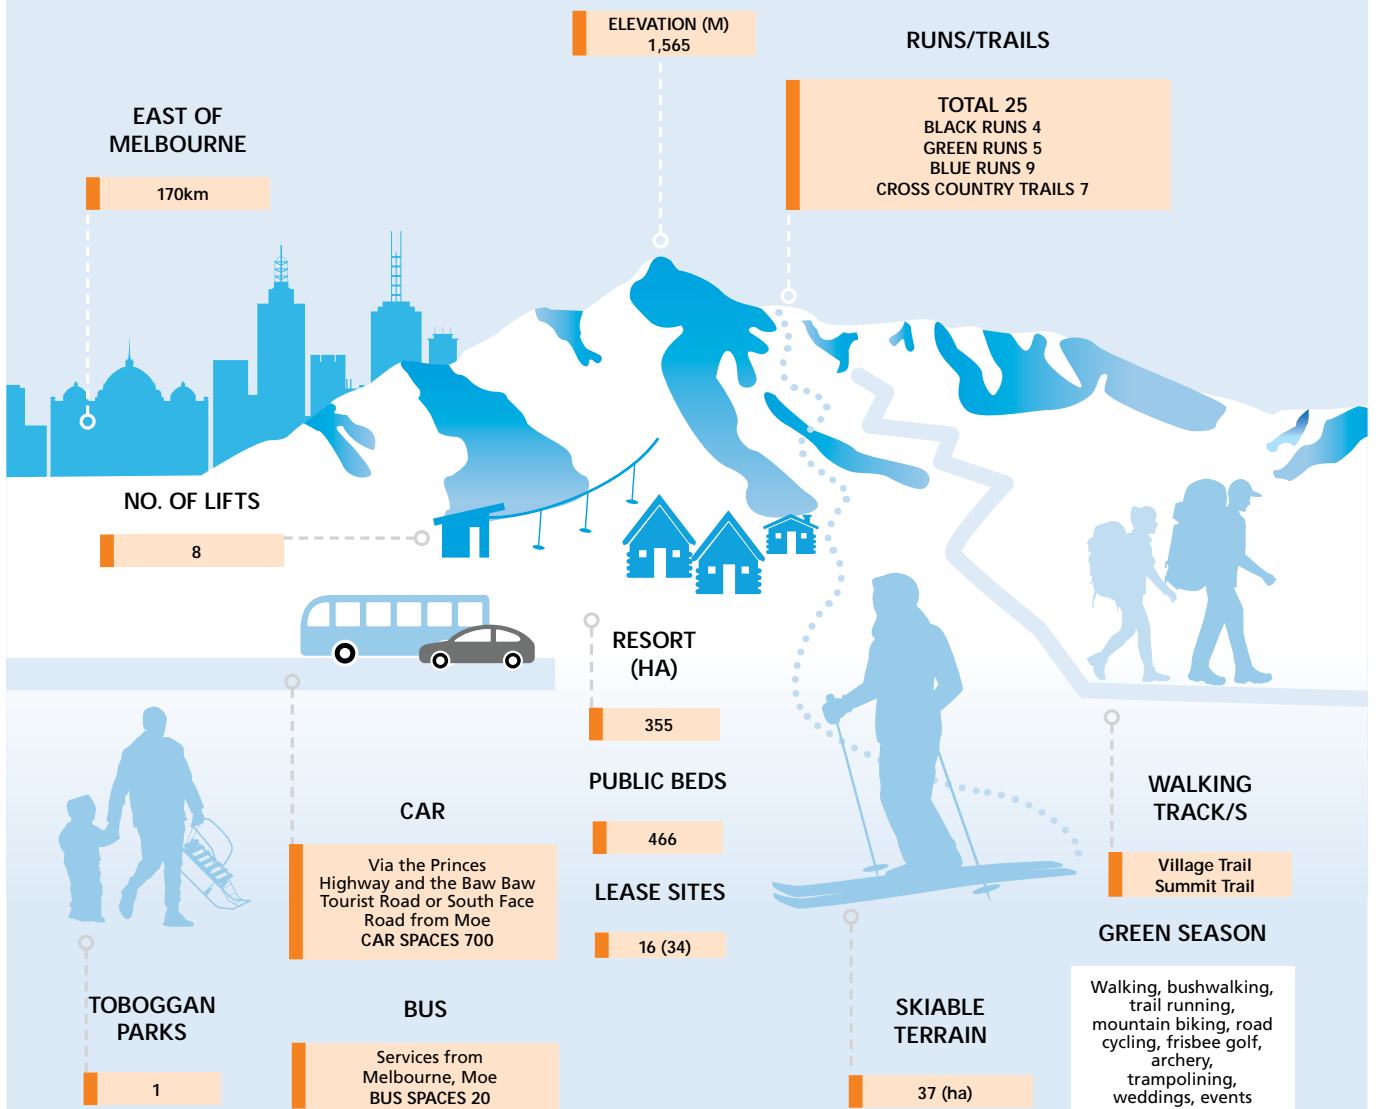 ELEVATION (M)
1,565
RUNS/TRAILS
TOTAL 25
BLACK RUNS 4
GREEN RUNS 5
BLUE RUNS 9
CROSS COUNTRY TRAILS 7
EAST OF
MELBOURNE
170km
NO. OF LIFTS
8
RESORT
(HA)
355
PUBLIC BEDS
466
LEASE SITES
16 (34)
CAR
Via the Princes
Highway and the Baw Baw
Tourist Road or South Face
Road from Moe
CAR SPACES 700
BUS
Services from
Melbourne, Moe
BUS SPACES 20
TOBOGGAN
PARKS
1
SKIABLE
TERRAIN
37 (ha)
WALKING
TRACK/S
Village Trail
Summit Trail
GREEN SEASON
Walking, bushwalking,
trail running,
mountain biking, road
cycling, frisbee golf,
archery,
trampolining,
weddings, events